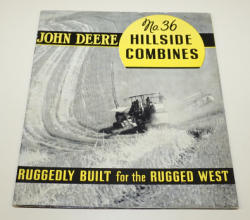 JOHN DEERE
No. 36
HILLSIDE
COMBINES
RUGGEDLY BUILT for the RUGGED WEST